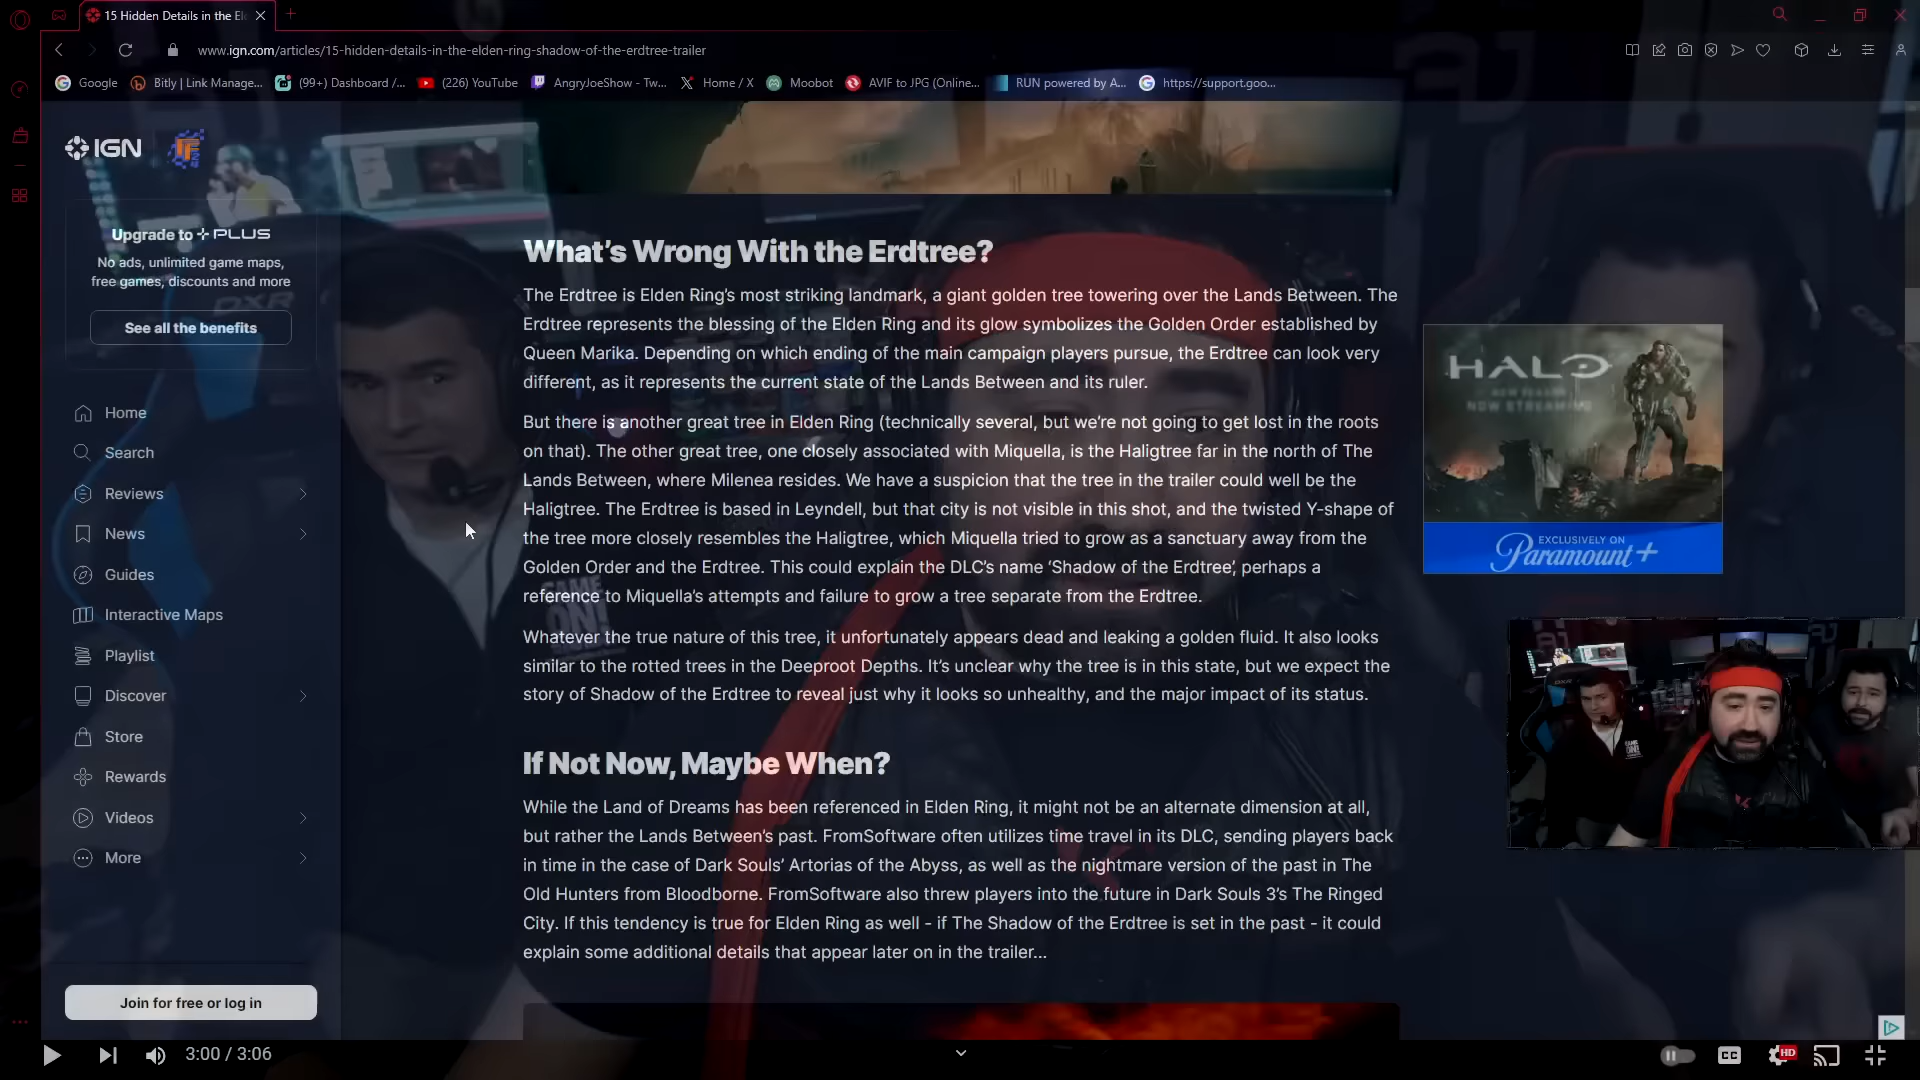 15 Hidden Details in the El
www.ign.com/articles/15-hidden-details-in-the-elden-ring-shadow-of-the-erdtree-trailer
Google
Bitly | Link Manage...
(99+) Dashboard /...
(226) YouTube
AngryJoeShow - Tw...
Home / X
Moobot
AVIF to JPG (Online...
RUN powered by A...
https://support.goo...
IGN
Upgrade to PLUS
No ads, unlimited game maps,
free games, discounts and more
See all the benefits
Home
Search
Reviews
News
Guides
Interactive Maps
Playlist
Discover
Store
Rewards
Videos
More
Join for free or log in
What's Wrong With the Erdtree?
The Erdtree is Elden Ring's most striking landmark, a giant golden tree towering over the Lands Between. The
Erdtree represents the blessing of the Elden Ring and its glow symbolizes the Golden Order established by
Queen Marika. Depending on which ending of the main campaign players pursue, the Erdtree can look very
different, as it represents the current state of the Lands Between and its ruler.
But there is another great tree in Elden Ring (technically several, but we're not going to get lost in the roots
on that). The other great tree, one closely associated with Miquella, is the Haligtree far in the north of The
Lands Between, where Milenea resides. We have a suspicion that the tree in the trailer could well be the
Haligtree. The Erdtree is based in Leyndell, but that city is not visible in this shot, and the twisted Y-shape of
the tree more closely resembles the Haligtree, which Miquella tried to grow as a sanctuary away from the
Golden Order and the Erdtree. This could explain the DLC's name 'Shadow of the Erdtree', perhaps a
reference to Miquella's attempts and failure to grow a tree separate from the Erdtree.
Whatever the true nature of this tree, it unfortunately appears dead and leaking a golden fluid. It also looks
similar to the rotted trees in the Deeproot Depths. It's unclear why the tree is in this state, but we expect the
story of Shadow of the Erdtree to reveal just why it looks so unhealthy, and the major impact of its status.
If Not Now, Maybe When?
While the Land of Dreams has been referenced in Elden Ring, it might not be an alternate dimension at all,
but rather the Lands Between's past. FromSoftware often utilizes time travel in its DLC, sending players back
in time in the case of Dark Souls' Artorias of the Abyss, as well as the nightmare version of the past in The
Old Hunters from Bloodborne. FromSoftware also threw players into the future in Dark Souls 3's The Ringed
City. If this tendency is true for Elden Ring as well - if The Shadow of the Erdtree is set in the past - it could
explain some additional details that appear later on in the trailer...
HALO
NEW SEASON
NOW STREAMING
EXCLUSIVELY ON
Paramount+
DXR
GAME
ON!
3:00 / 3:06
CC
HD